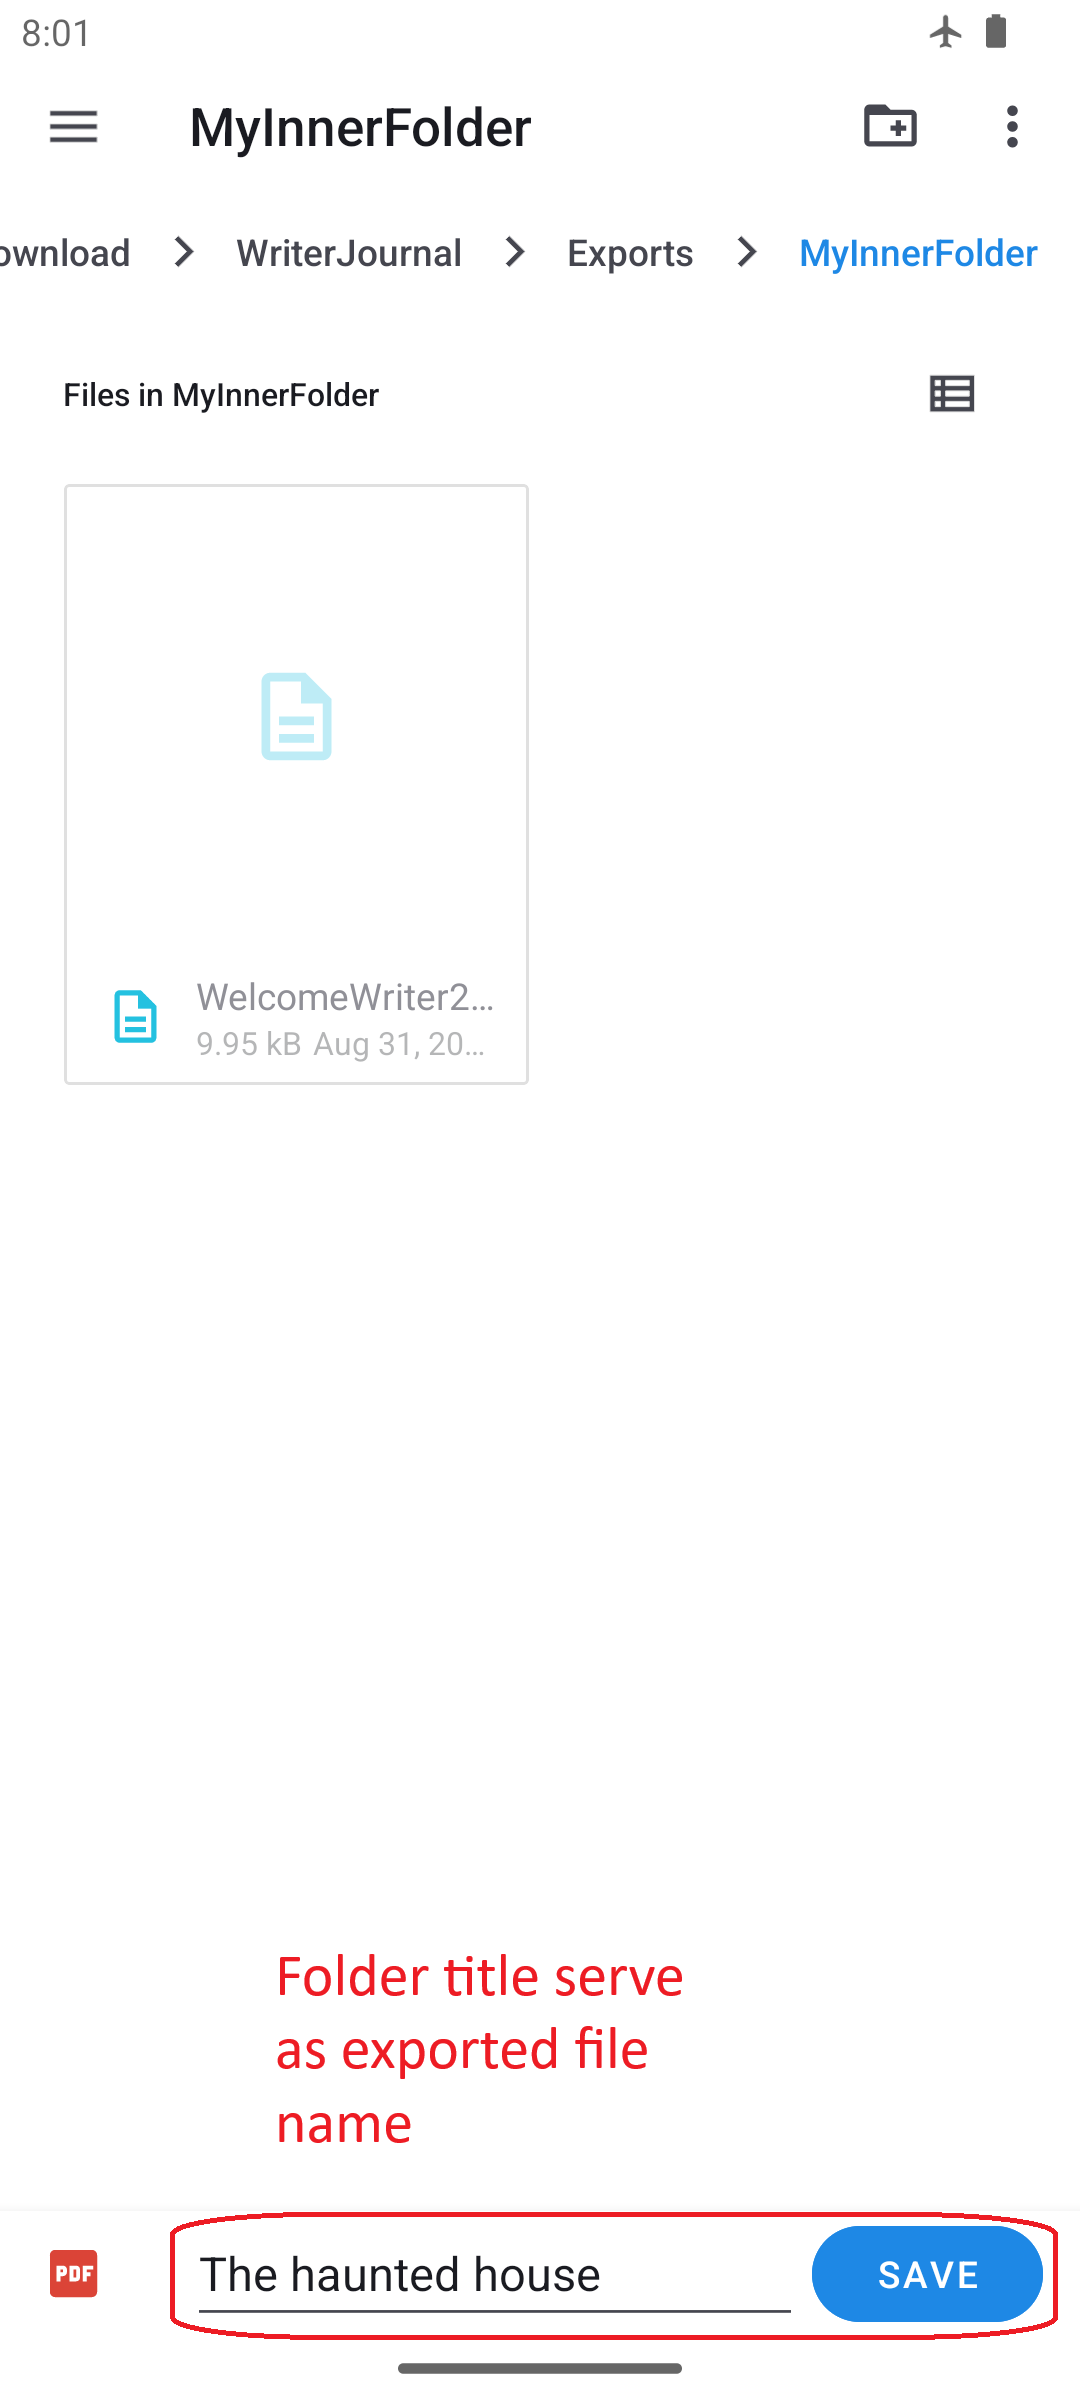 8:01
MyInnerFolder
ownload > WriterJournal > Exports > MyInnerFolder
Files in MyInnerFolder
WelcomeWriter2...
9.95 kB Aug 31, 20...
Folder title serve
as exported file
name
PDF The haunted house SAVE